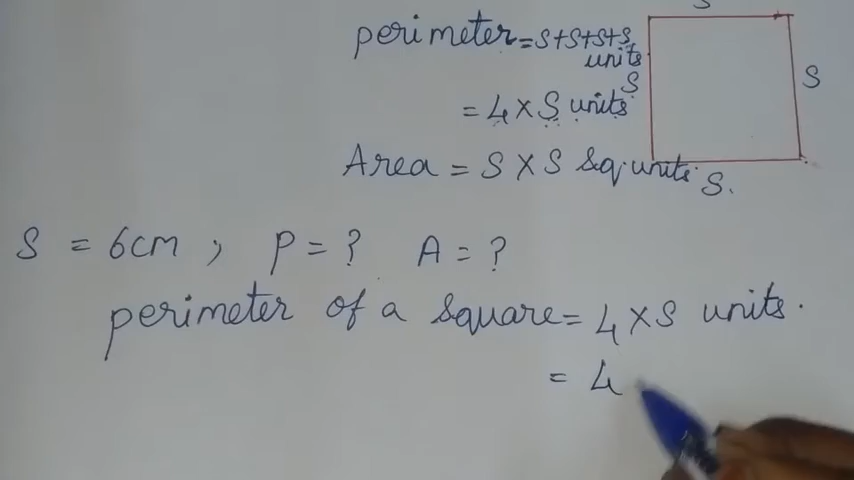 S
perimeter = S+S+S+S
units
S
S
= 4 × S units
Area = S × S Sq.units.
S.
S = 6cm ; P = ? A = ?
perimeter of a square = 4 × S units.
= 4